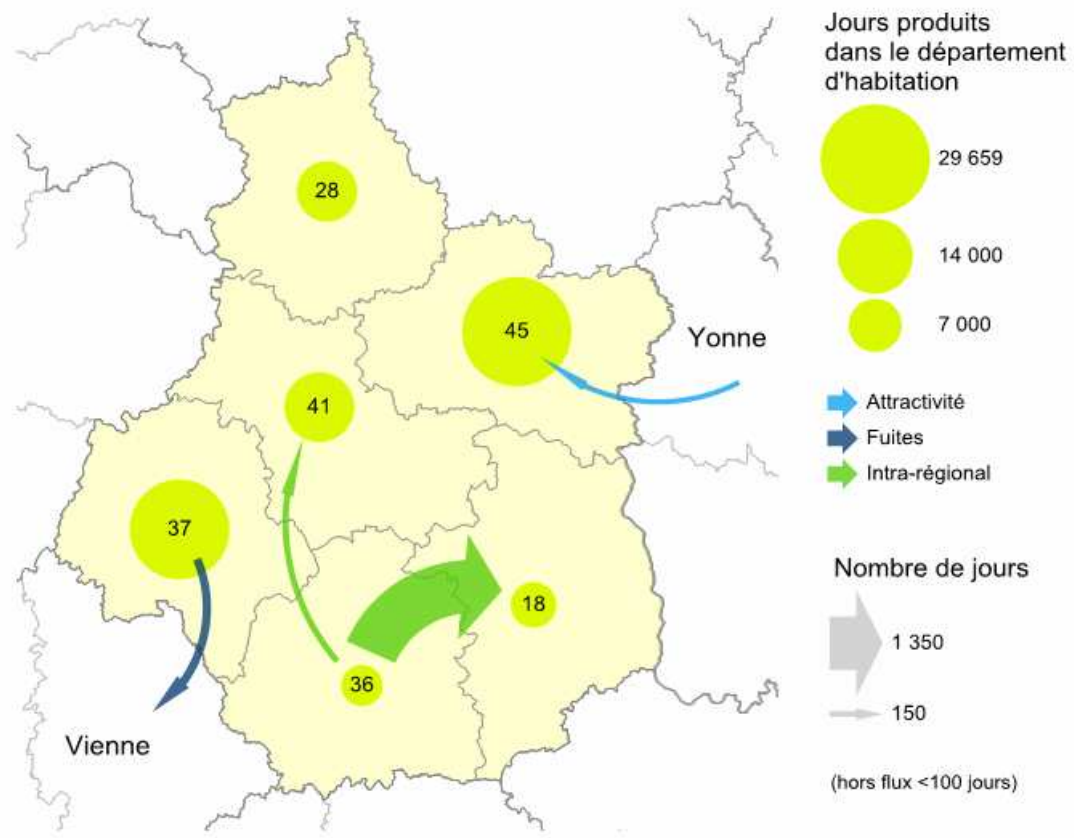 Jours produits
dans le département
d'habitation
29 659
14 000
7 000
28
45
Yonne
41
37
18
36
Vienne
Attractivité
Fuites
Intra-régional
Nombre de jours
1 350
150
(hors flux <100 jours)